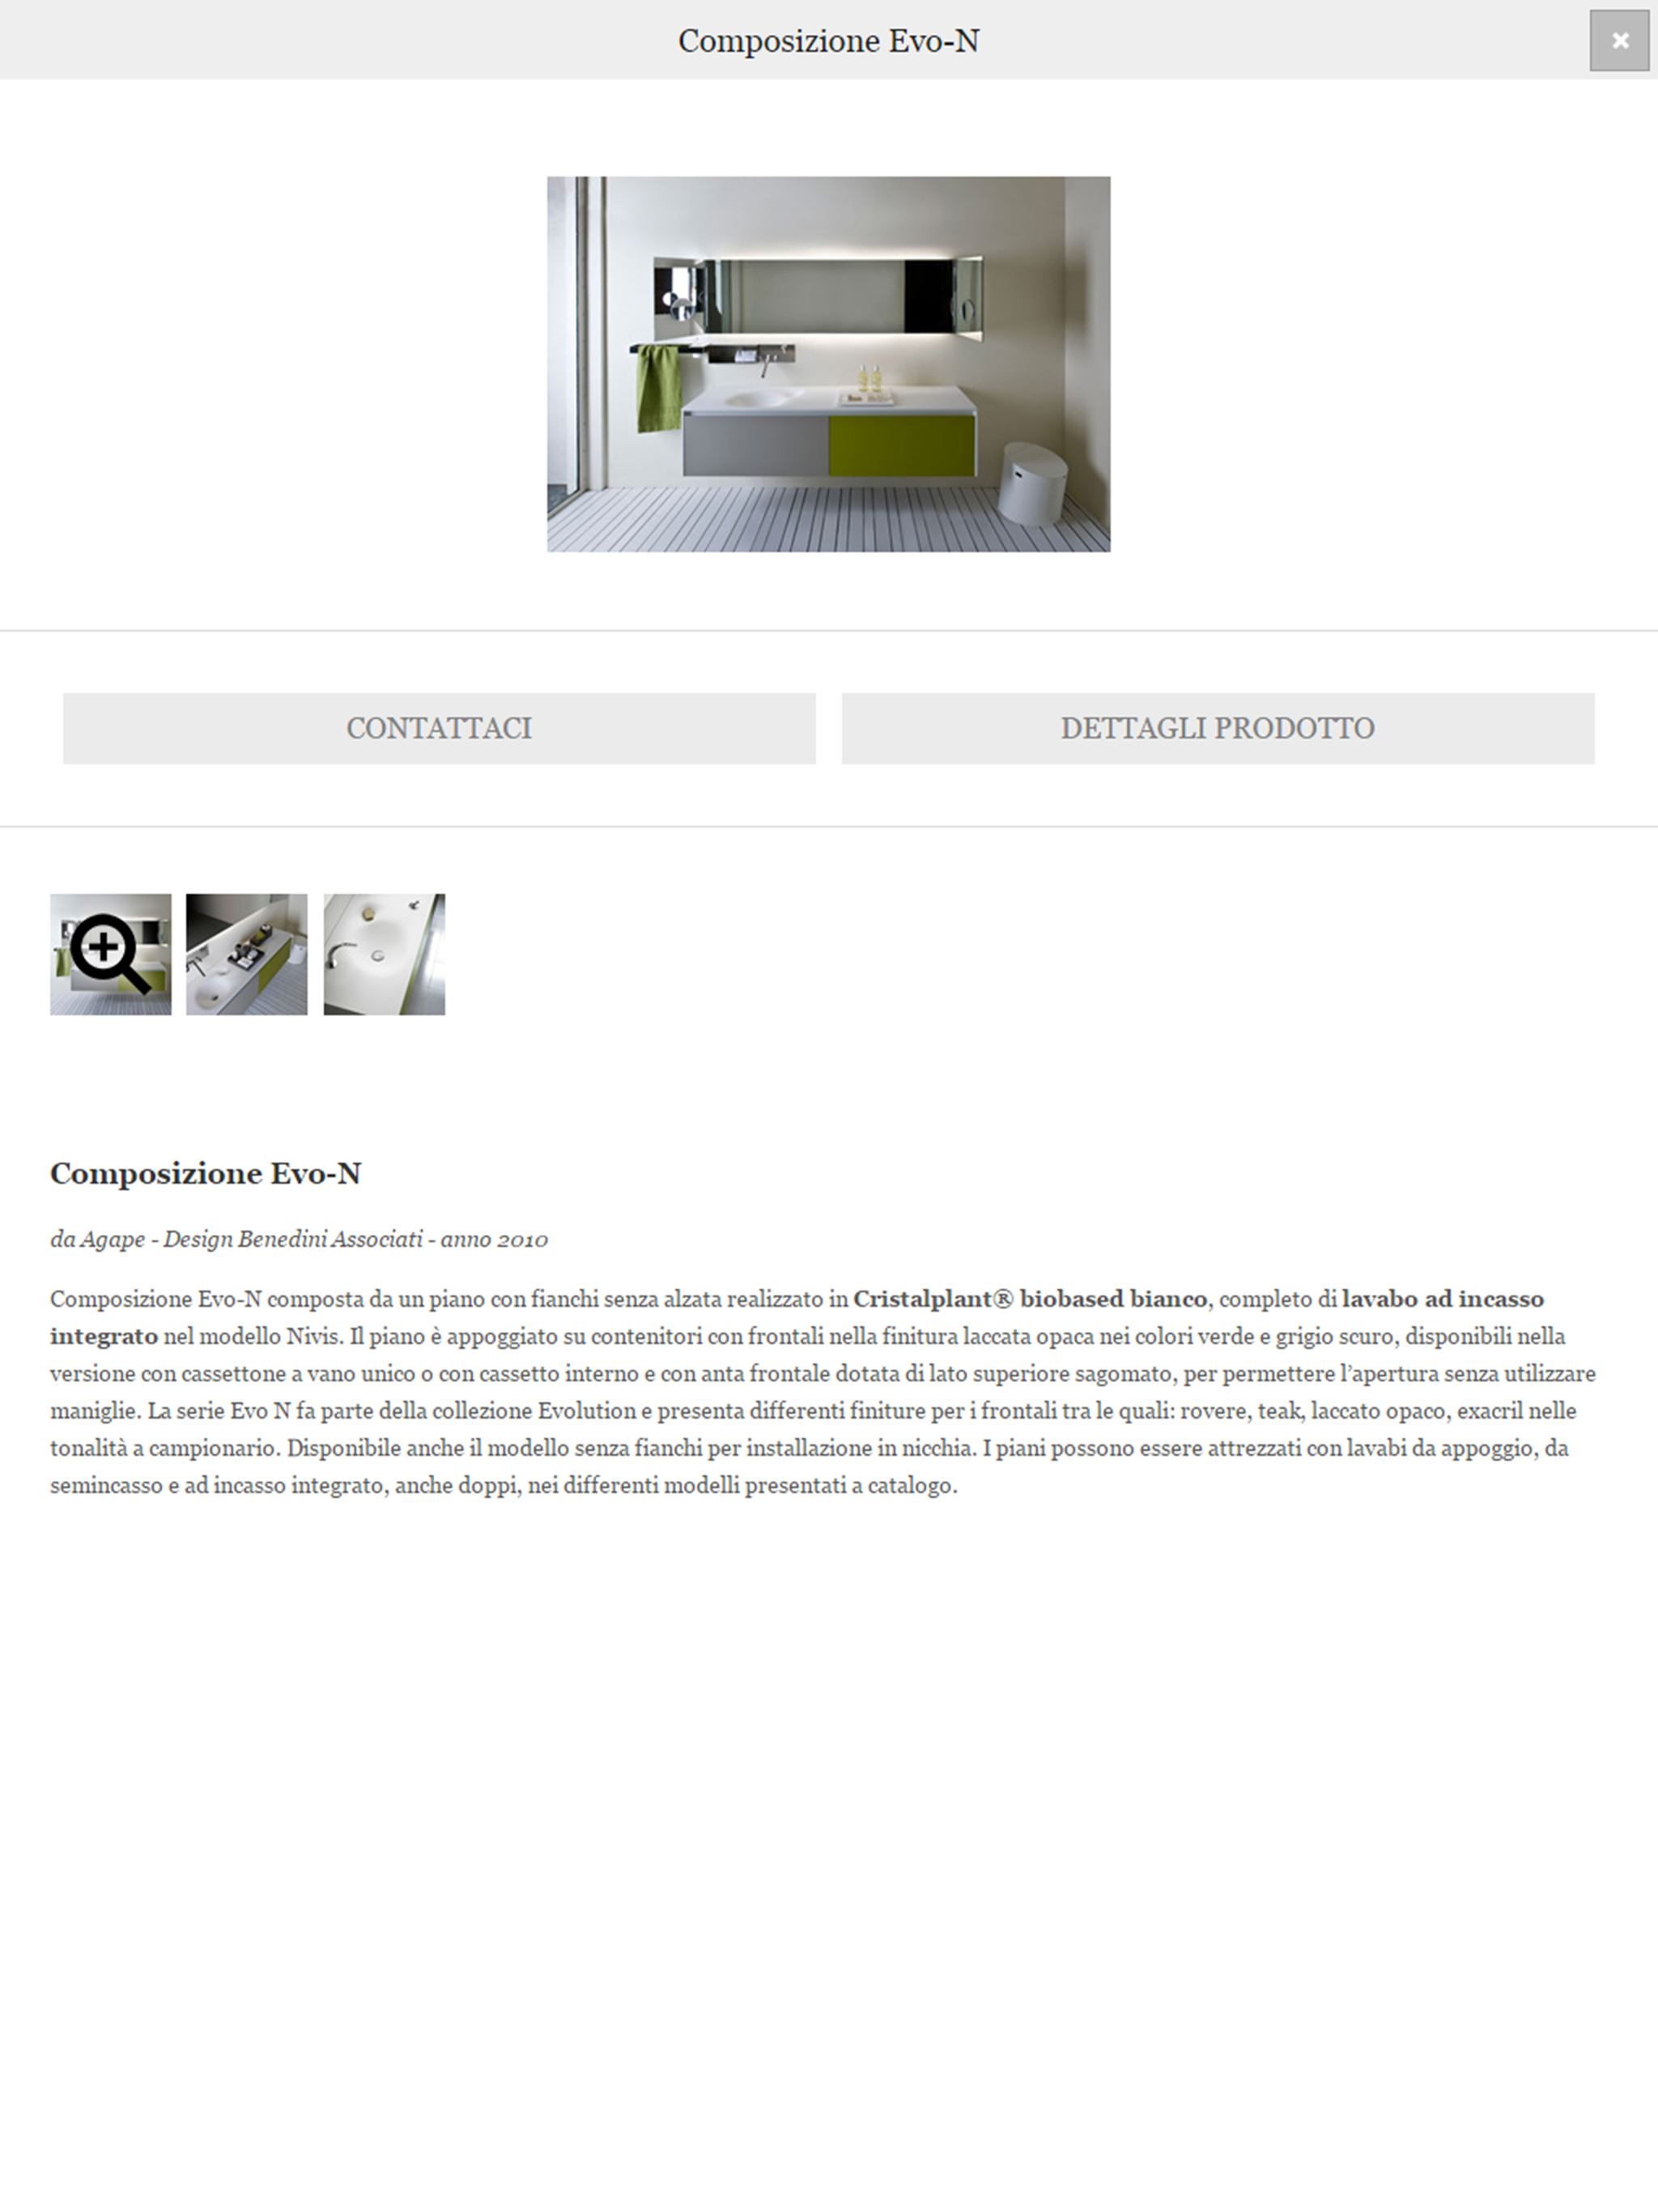 Composizione Evo-N
CONTATTACI
DETTAGLI PRODOTTO
Composizione Evo-N
da Agape - Design Benedini Associati - anno 2010
Composizione Evo-N composta da un piano con fianchi senza alzata realizzato in Cristalplant® biobased bianco, completo di lavabo ad incasso
integrato nel modello Nivis. Il piano è appoggiato su contenitori con frontali nella finitura laccata opaca nei colori verde e grigio scuro, disponibili nella
versione con cassettone a vano unico o con cassetto interno e con anta frontale dotata di lato superiore sagomato, per permettere l’apertura senza utilizzare
maniglie. La serie Evo N fa parte della collezione Evolution e presenta differenti finiture per i frontali tra le quali: rovere, teak, laccato opaco, exacril nelle
tonalità a campionario. Disponibile anche il modello senza fianchi per installazione in nicchia. I piani possono essere attrezzati con lavabi da appoggio, da
semincasso e ad incasso integrato, anche doppi, nei differenti modelli presentati a catalogo.